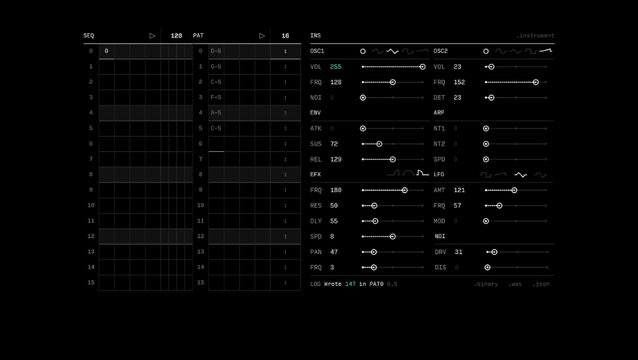 SEQ 120 PAT 16
INS .instrument
0 0 0 D-5 :
OSC1 OSC2
1 1 G-5 :
VOL 255 VOL 23
2 2 C-5 :
FRQ 128 FRQ 152
3 3 F-5 :
NOI 0 DET 23
4 4 A-5 :
ENV ARP
5 5 C-5 :
ATK 0 NT1 0
6 6 :
SUS 72 NT2 0
7 7 :
REL 129 SPD 0
8 8 :
EFX LFO
9 9 :
FRQ 180 AMT 121
10 10 :
RES 50 FRQ 57
11 11 :
DLY 55 MOD 0
12 12 :
SPD 8 NOI
13 13 :
PAN 47 DRV 31
14 14 :
FRQ 3 DIS 0
15 15 :
LOG Wrote 147 in PAT0 0,5 .binary .wav .json